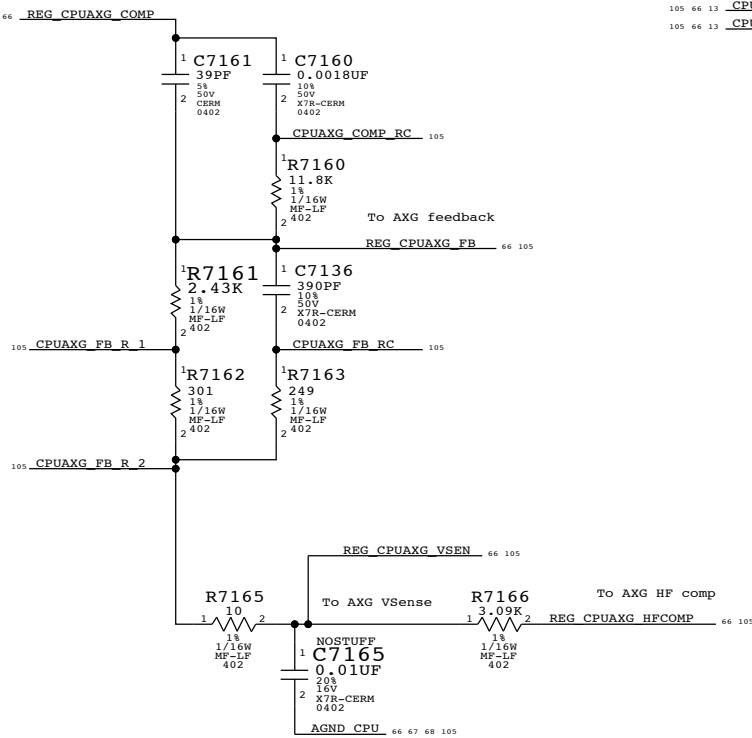 66 REG_CPUAXG_COMP
105 66 13 CPU
105 66 13 CPU
1 C7161
39PF
5%
50V
2 CERM
0402
1 C7160
0.0018UF
10%
50V
2 X7R-CERM
0402
CPUAXG_COMP_RC 105
1 R7160
11.8K
1%
1/16W
MF-LF
2 402
To AXG feedback
REG_CPUAXG_FB 66 105
1 R7161
2.43K
1%
1/16W
MF-LF
2 402
1 C7136
390PF
10%
50V
2 X7R-CERM
0402
105 CPUAXG_FB_R_1
CPUAXG_FB_RC 105
1 R7162
301
1%
1/16W
MF-LF
2 402
1 R7163
249
1%
1/16W
MF-LF
2 402
105 CPUAXG_FB_R_2
REG_CPUAXG_VSEN 66 105
R7165
1 10 2
1%
1/16W
MF-LF
402
To AXG VSense
R7166
1 3.09K 2
1%
1/16W
MF-LF
402
To AXG HF comp
REG_CPUAXG_HFCOMP 66 105
NOSTUFF
1 C7165
0.01UF
20%
16V
2 X7R-CERM
0402
AGND_CPU 66 67 68 105